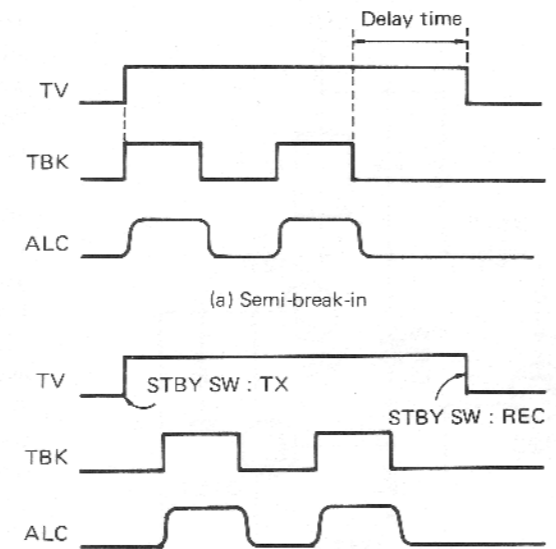 Delay time
TV
TBK
ALC
(a) Semi-break-in
TV
STBY SW : TX
STBY SW : REC
TBK
ALC